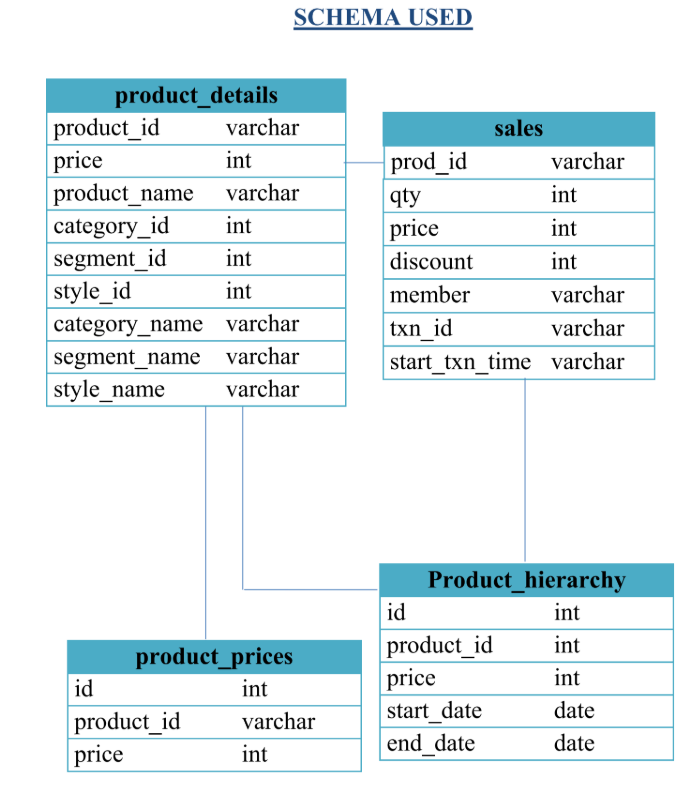 SCHEMA USED
product_details
product_id varchar
price int
product_name varchar
category_id int
segment_id int
style_id int
category_name varchar
segment_name varchar
style_name varchar
sales
prod_id varchar
qty int
price int
discount int
member varchar
txn_id varchar
start_txn_time varchar
product_prices
id int
product_id varchar
price int
Product_hierarchy
id int
product_id int
price int
start_date date
end_date date